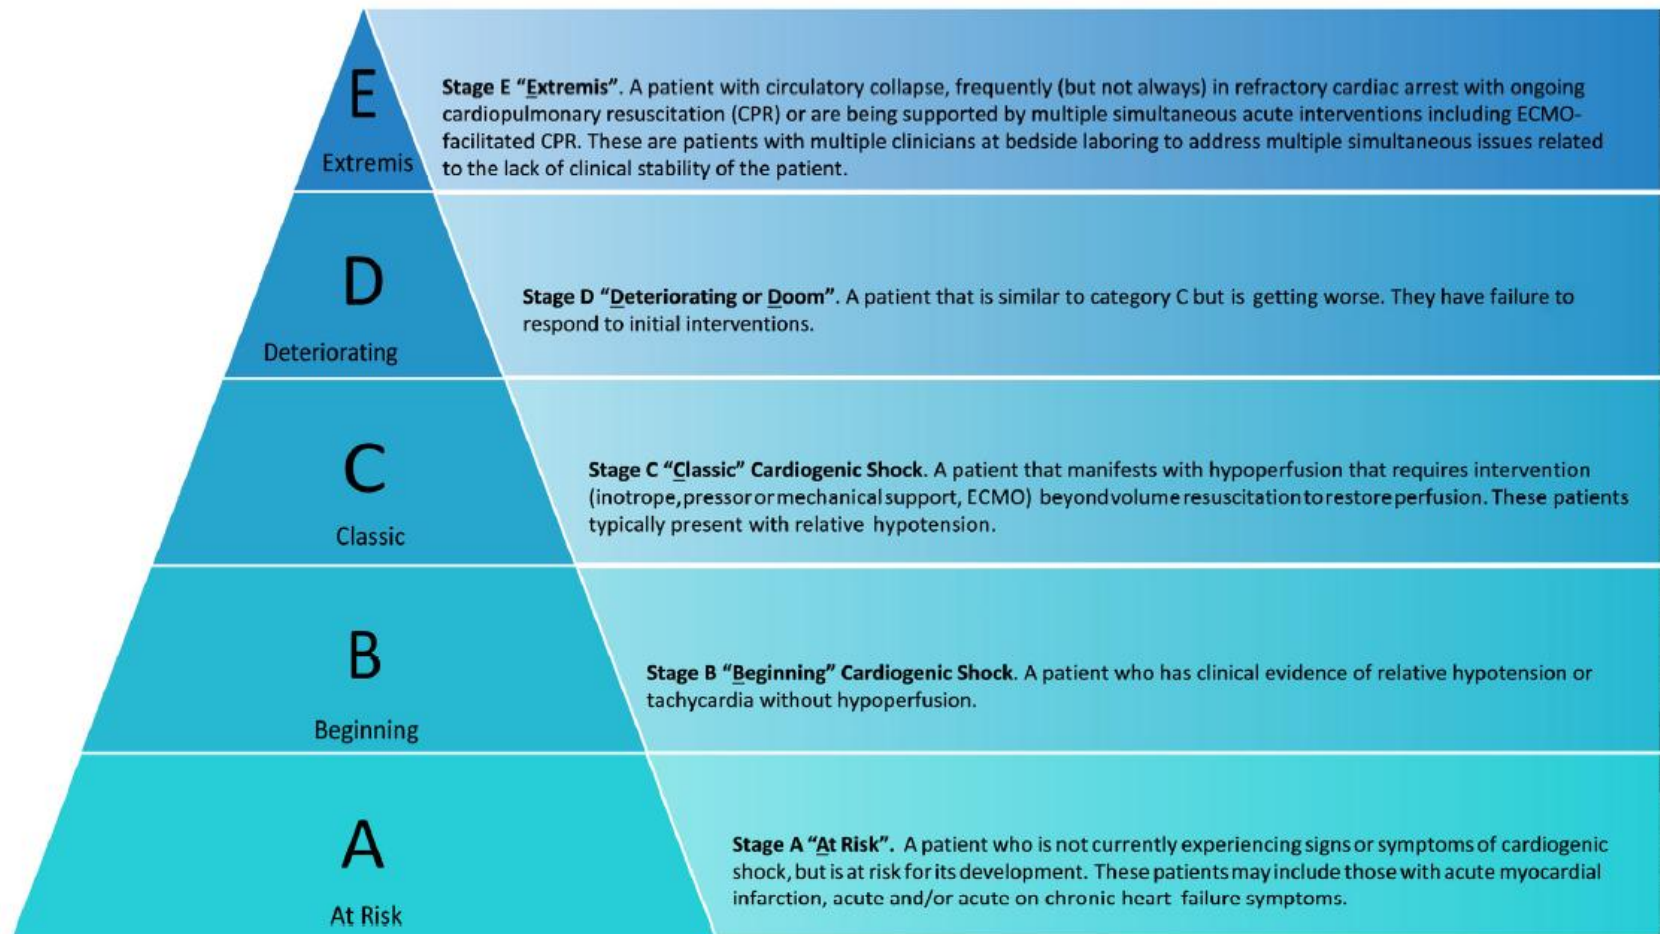 E
Extremis
Stage E “Extremis”. A patient with circulatory collapse, frequently (but not always) in refractory cardiac arrest with ongoing
cardiopulmonary resuscitation (CPR) or are being supported by multiple simultaneous acute interventions including ECMO-
facilitated CPR. These are patients with multiple clinicians at bedside laboring to address multiple simultaneous issues related
to the lack of clinical stability of the patient.
D
Deteriorating
Stage D “Deteriorating or Doom”. A patient that is similar to category C but is getting worse. They have failure to
respond to initial interventions.
C
Classic
Stage C “Classic” Cardiogenic Shock. A patient that manifests with hypoperfusion that requires intervention
(inotrope, pressor or mechanical support, ECMO) beyond volume resuscitation to restore perfusion. These patients
typically present with relative hypotension.
B
Beginning
Stage B “Beginning” Cardiogenic Shock. A patient who has clinical evidence of relative hypotension or
tachycardia without hypoperfusion.
A
At Risk
Stage A “At Risk”. A patient who is not currently experiencing signs or symptoms of cardiogenic
shock, but is at risk for its development. These patients may include those with acute myocardial
infarction, acute and/or acute on chronic heart failure symptoms.